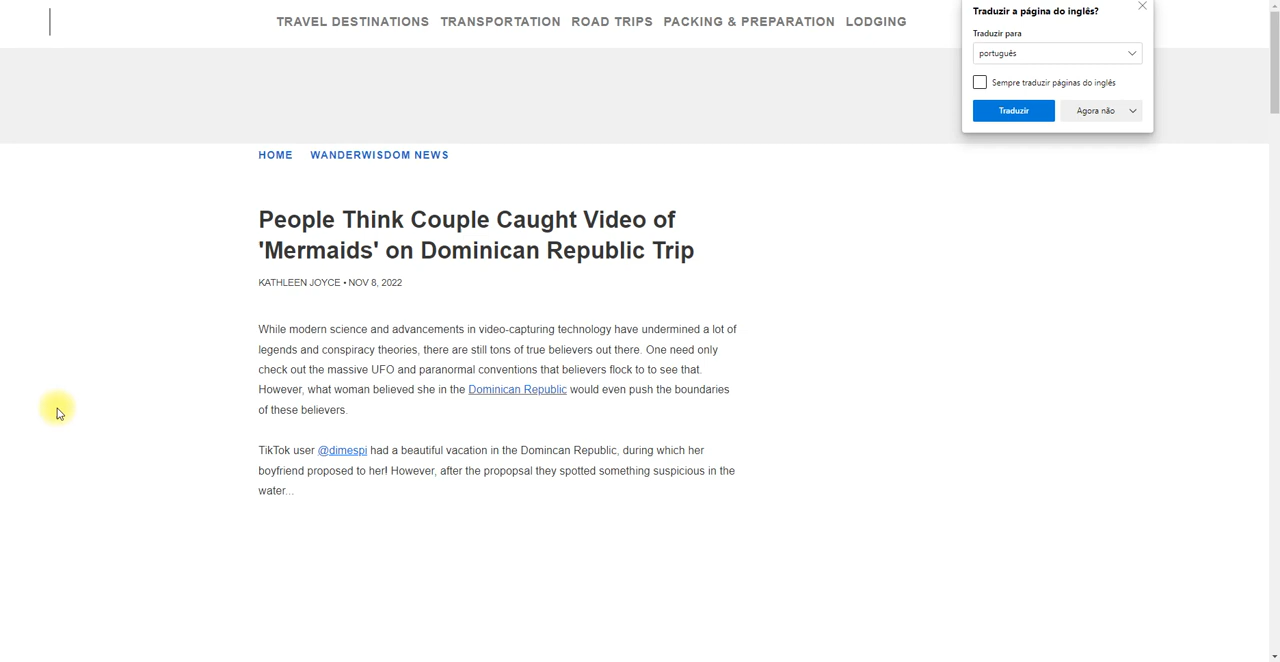 TRAVEL DESTINATIONS TRANSPORTATION ROAD TRIPS PACKING & PREPARATION LODGING
Traduzir a página do inglês?
Traduzir para
português
Sempre traduzir páginas do inglês
Traduzir Agora não
HOME WANDERWISDOM NEWS
People Think Couple Caught Video of
'Mermaids' on Dominican Republic Trip
KATHLEEN JOYCE • NOV 8, 2022
While modern science and advancements in video-capturing technology have undermined a lot of
legends and conspiracy theories, there are still tons of true believers out there. One need only
check out the massive UFO and paranormal conventions that believers flock to to see that.
However, what woman believed she in the Dominican Republic would even push the boundaries
of these believers.
TikTok user @dimespi had a beautiful vacation in the Domincan Republic, during which her
boyfriend proposed to her! However, after the propopsal they spotted something suspicious in the
water...